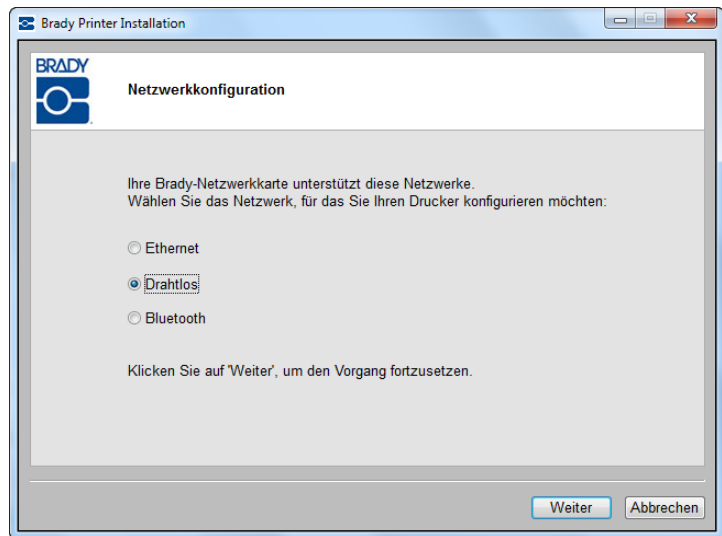 Brady Printer Installation
BRADY
Netzwerkkonfiguration
Ihre Brady-Netzwerkkarte unterstützt diese Netzwerke.
Wählen Sie das Netzwerk, für das Sie Ihren Drucker konfigurieren möchten:
Ethernet
Drahtlos
Bluetooth
Klicken Sie auf 'Weiter', um den Vorgang fortzusetzen.
Weiter
Abbrechen